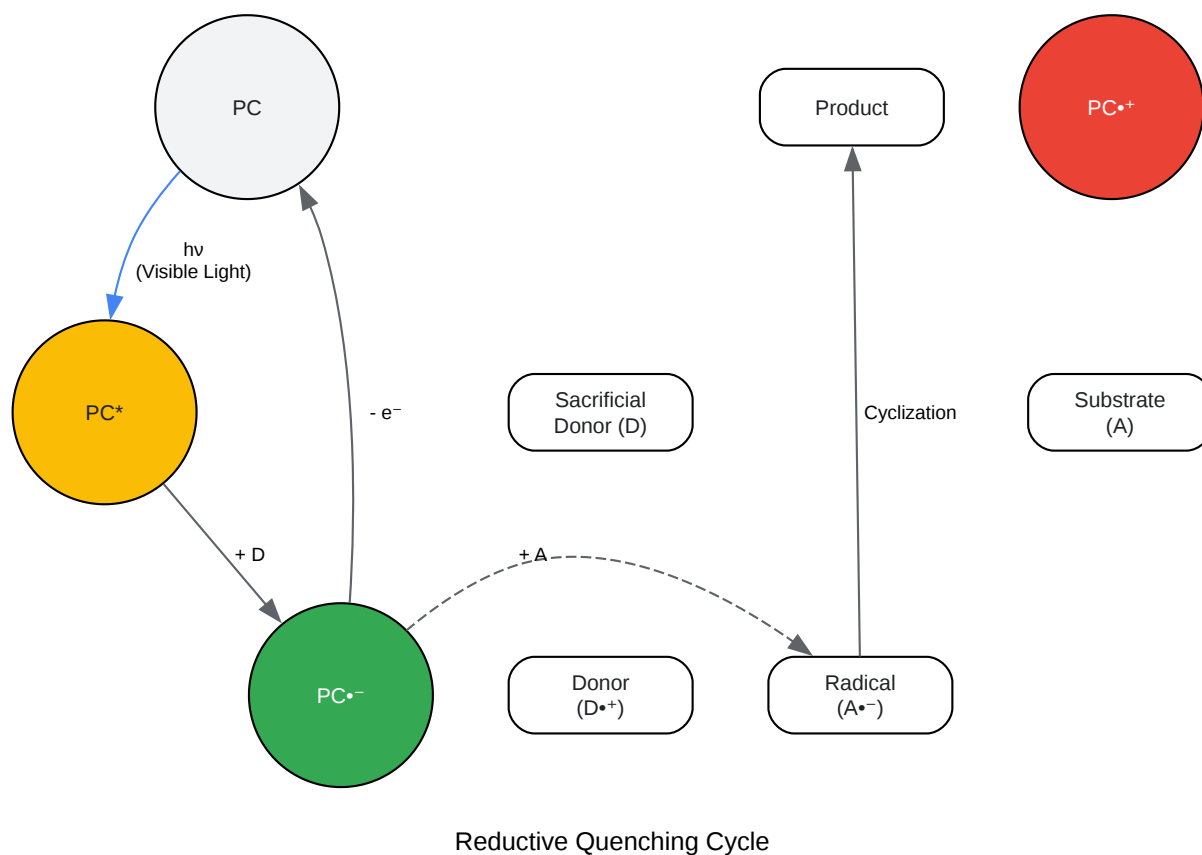 PC
Product
PC•⁺
hν
(Visible Light)
PC*
- e⁻
Sacrificial
Donor (D)
Cyclization
Substrate
(A)
+ D
+ A
PC•⁻
Donor
(D•⁺)
Radical
(A•⁻)
Reductive Quenching Cycle